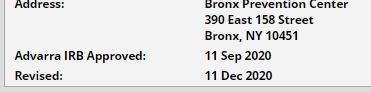 Address: Bronx Prevention Center
390 East 158 Street
Bronx, NY 10451
Advarra IRB Approved: 11 Sep 2020
Revised: 11 Dec 2020